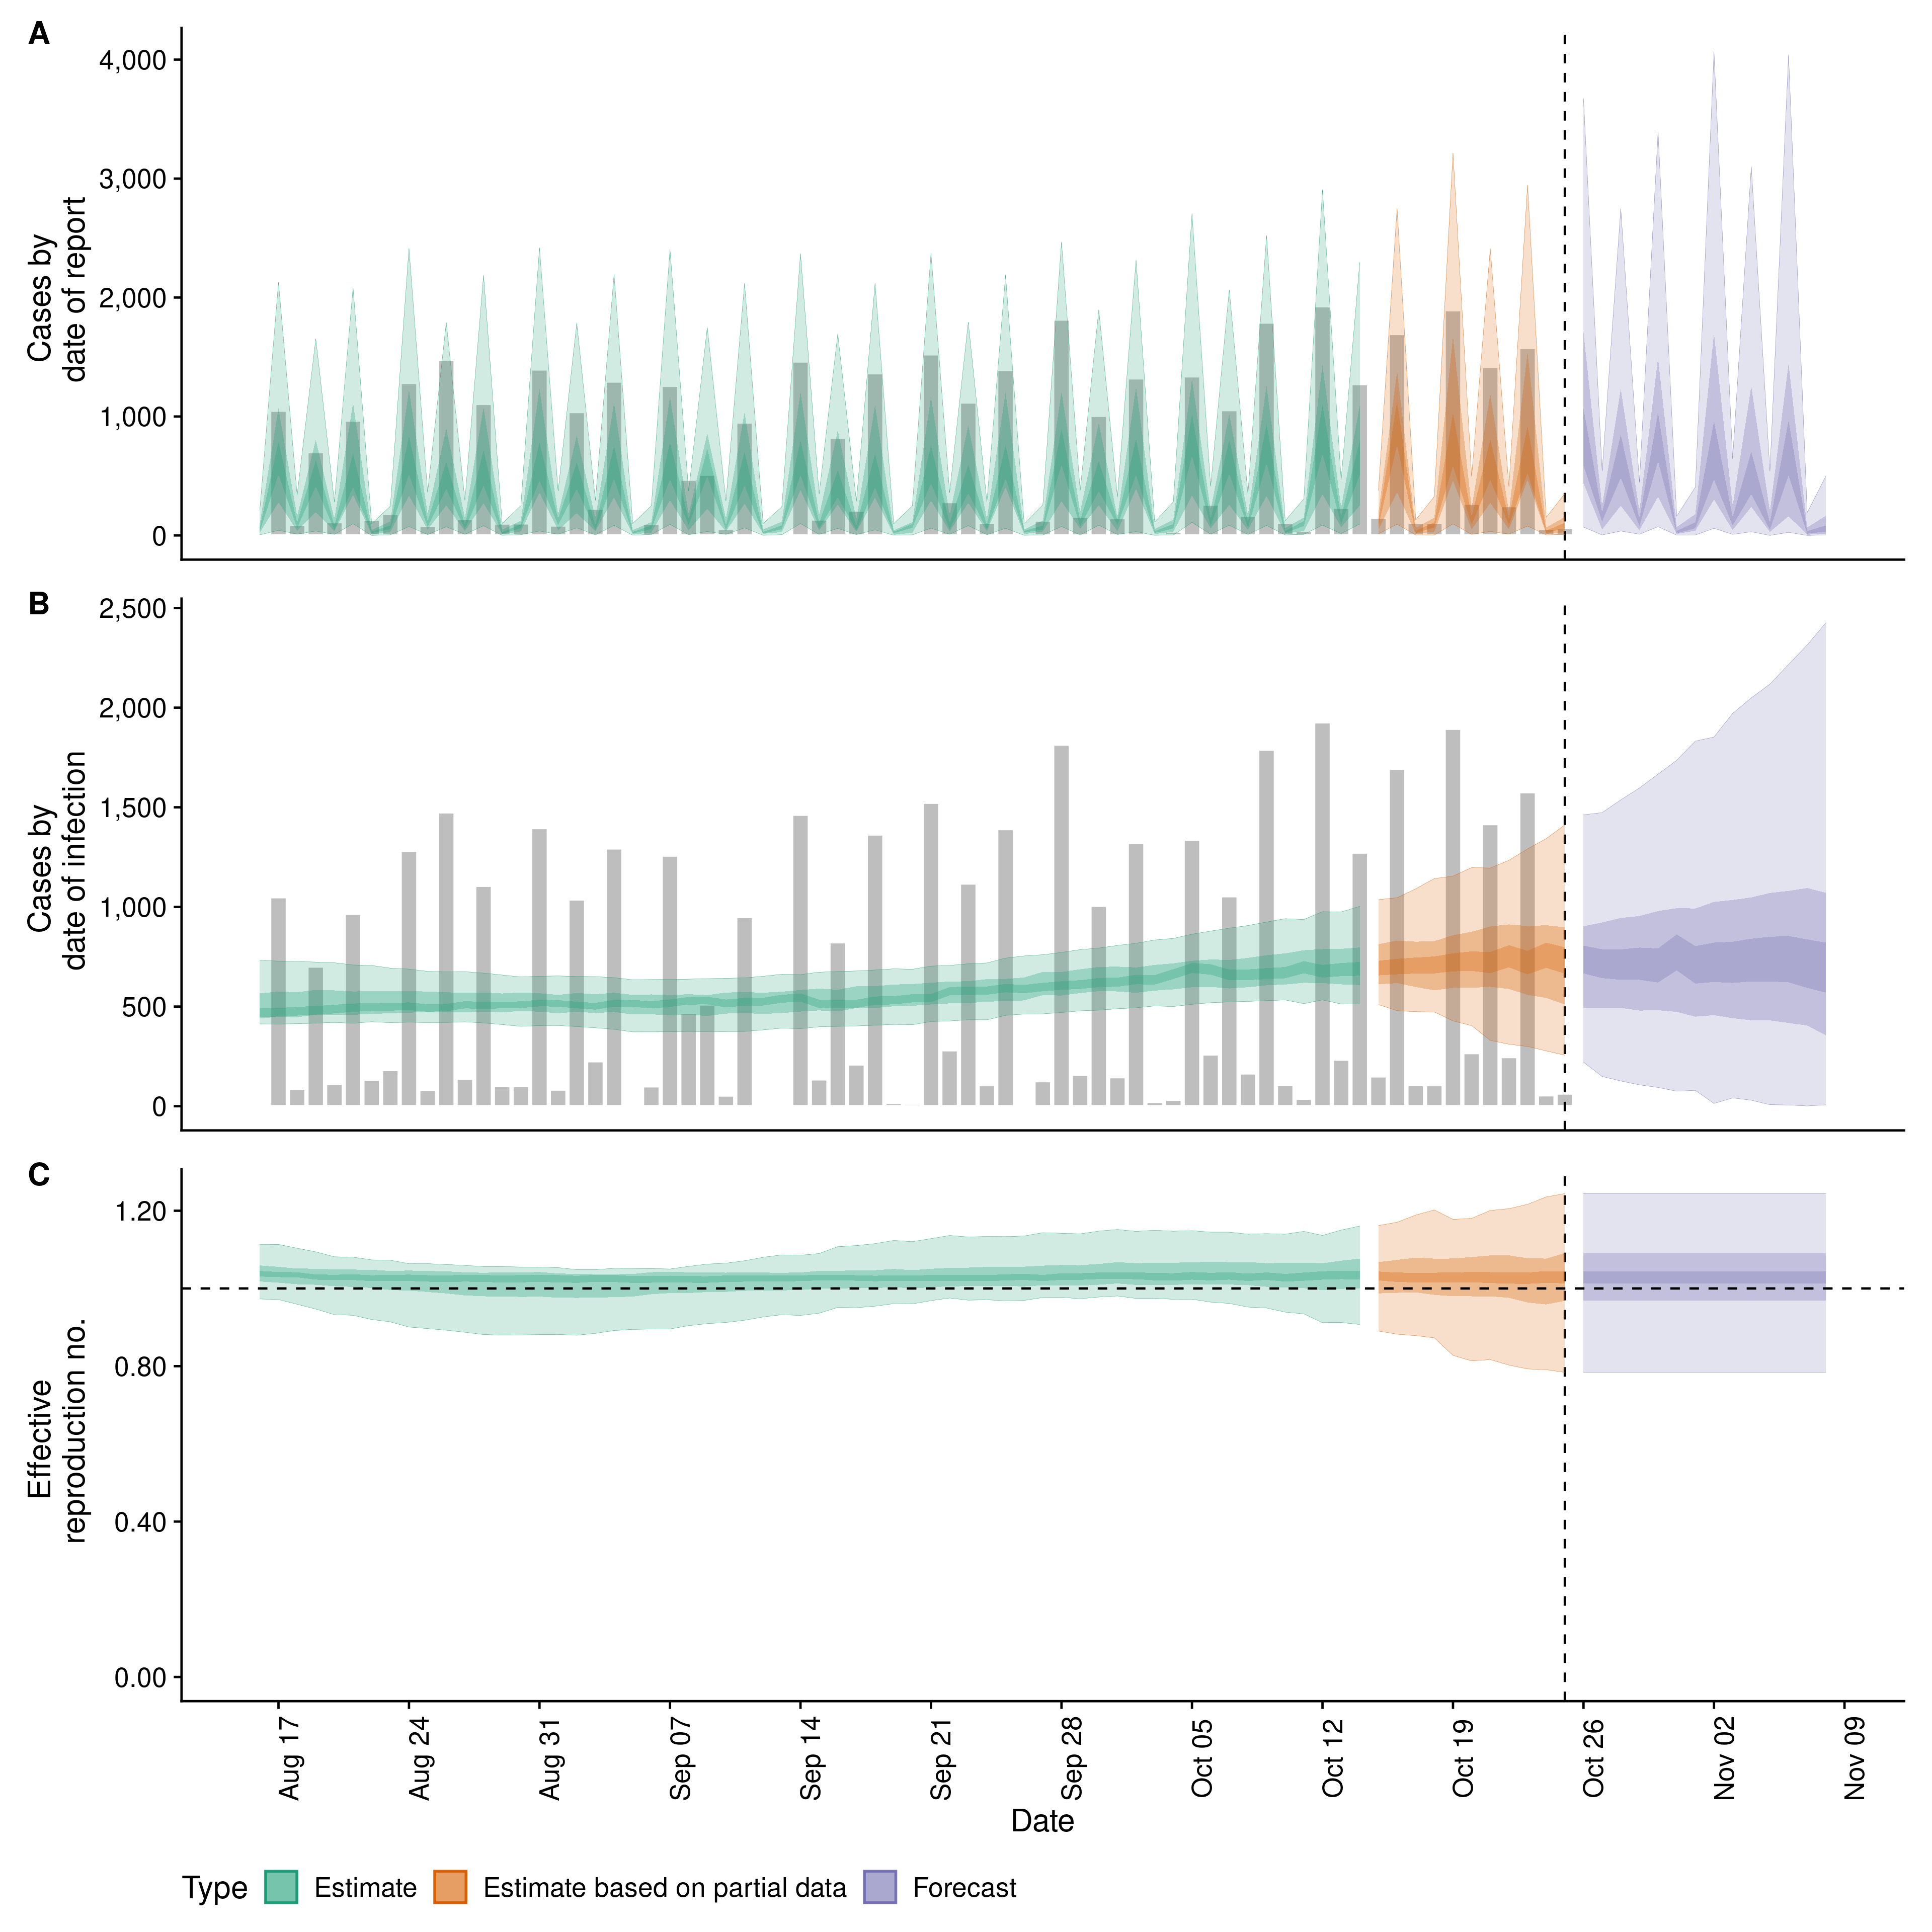 A
4,000
3,000
2,000
1,000
0
Cases by
date of report
B
2,500
2,000
1,500
1,000
500
0
Cases by
date of infection
C
1.20
0.80
0.40
0.00
Effective
reproduction no.
Aug 17
Aug 24
Aug 31
Sep 07
Sep 14
Sep 21
Sep 28
Oct 05
Oct 12
Oct 19
Oct 26
Nov 02
Nov 09
Date
Type Estimate Estimate based on partial data Forecast